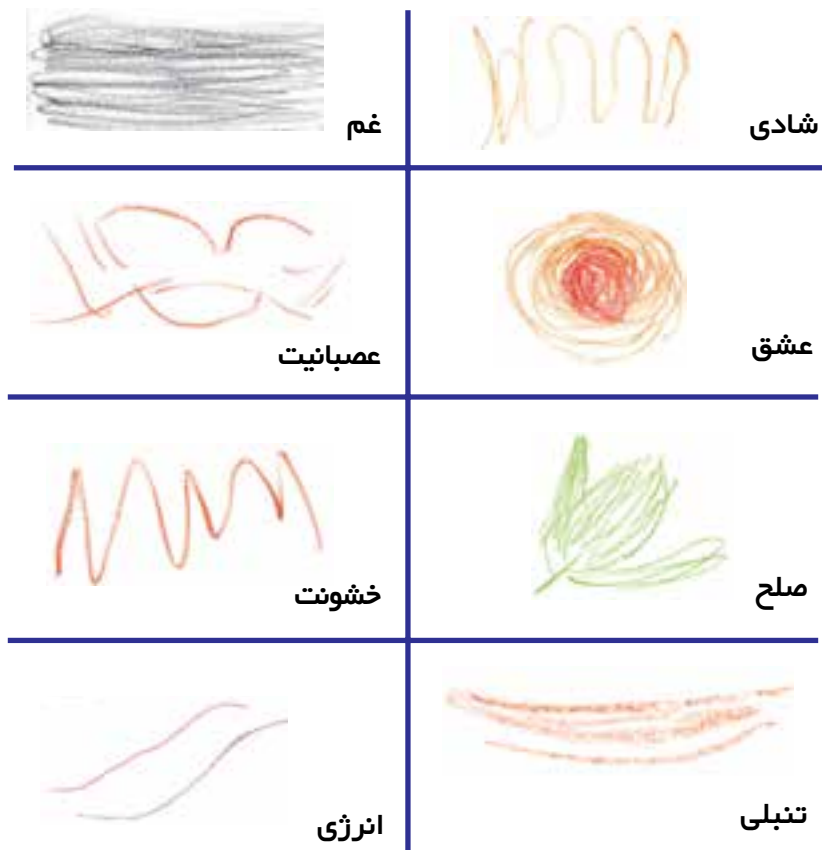 شادی
غم
عشق
عصبانیت
صلح
خشونت
تنبلی
انرژی